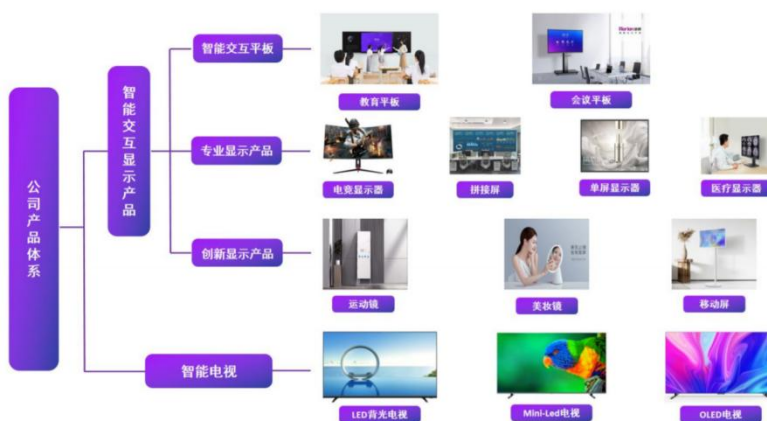 公司产品体系
智能交互显示产品
智能交互平板
教育平板
会议平板
专业显示产品
电竞显示器
拼接屏
单屏显示器
医疗显示器
创新显示产品
运动镜
美妆镜
移动屏
智能电视
LED背光电视
Mini-Led电视
OLED电视